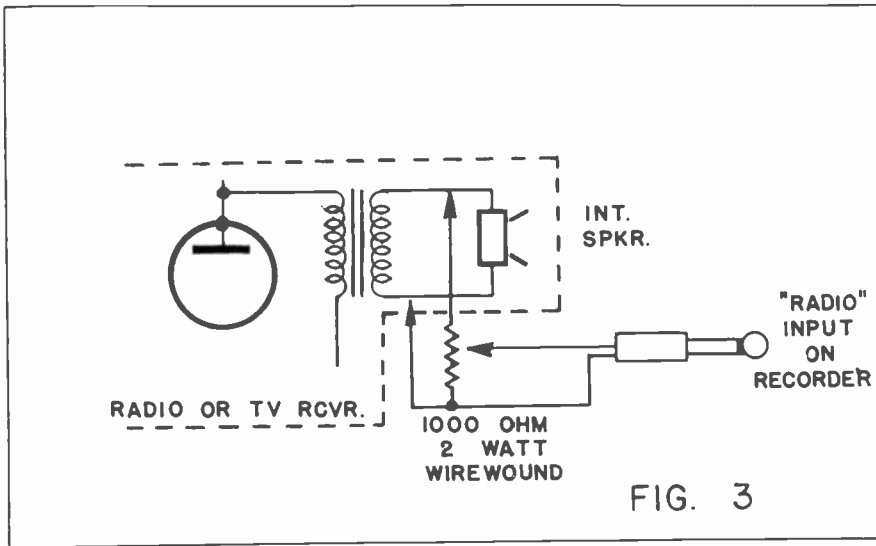 INT.
SPKR.
"RADIO"
INPUT
ON
RECORDER
RADIO OR TV RCVR.
1000 OHM
2 WATT
WIREWOUND
FIG. 3